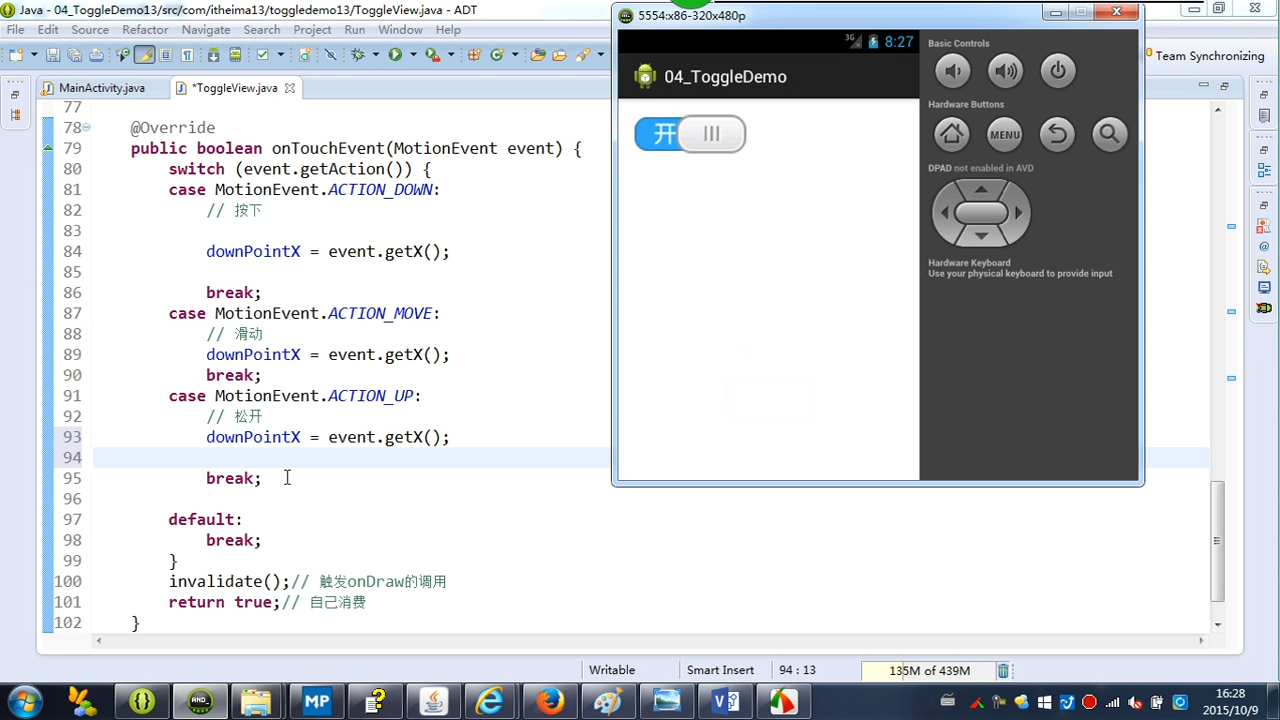 Java - 04_ToggleDemo13/src/com/itheima13/toggledemo13/ToggleView.java - ADT
File Edit Source Refactor Navigate Search Project Run Window Help
Team Synchronizing
MainActivity.java
*ToggleView.java
77
78 @Override
79 public boolean onTouchEvent(MotionEvent event) {
80 switch (event.getAction()) {
81 case MotionEvent.ACTION_DOWN:
82 // 按下
83
84 downPointX = event.getX();
85
86 break;
87 case MotionEvent.ACTION_MOVE:
88 // 滑动
89 downPointX = event.getX();
90 break;
91 case MotionEvent.ACTION_UP:
92 // 松开
93 downPointX = event.getX();
94
95 break;
96
97 default:
98 break;
99 }
100 invalidate();// 触发onDraw的调用
101 return true;// 自己消费
102 }
5554:x86-320x480p
3G 8:27
04_ToggleDemo
开
Basic Controls
Hardware Buttons
MENU
DPAD not enabled in AVD
Hardware Keyboard
Use your physical keyboard to provide input
Writable Smart Insert 94 : 13 135M of 439M
AND_
MP
16:28
2015/10/9